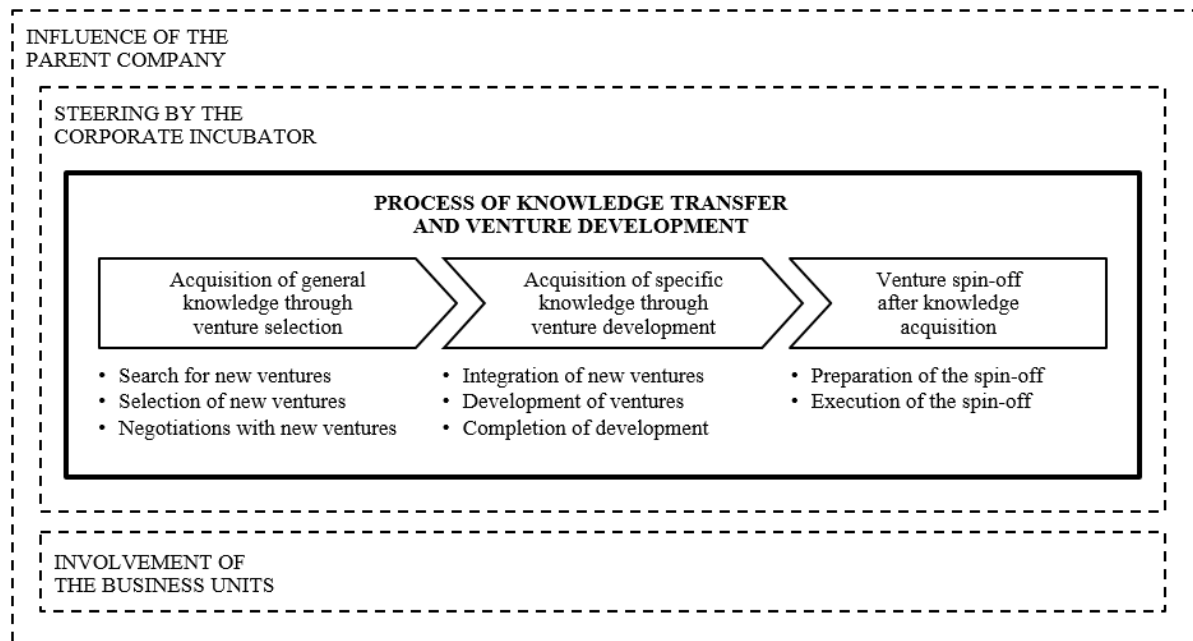 INFLUENCE OF THE
PARENT COMPANY
STEERING BY THE
CORPORATE INCUBATOR
PROCESS OF KNOWLEDGE TRANSFER
AND VENTURE DEVELOPMENT
Acquisition of general
knowledge through
venture selection
Acquisition of specific
knowledge through
venture development
Venture spin-off
after knowledge
acquisition
• Search for new ventures
• Selection of new ventures
• Negotiations with new ventures
• Integration of new ventures
• Development of ventures
• Completion of development
• Preparation of the spin-off
• Execution of the spin-off
INVOLVEMENT OF
THE BUSINESS UNITS